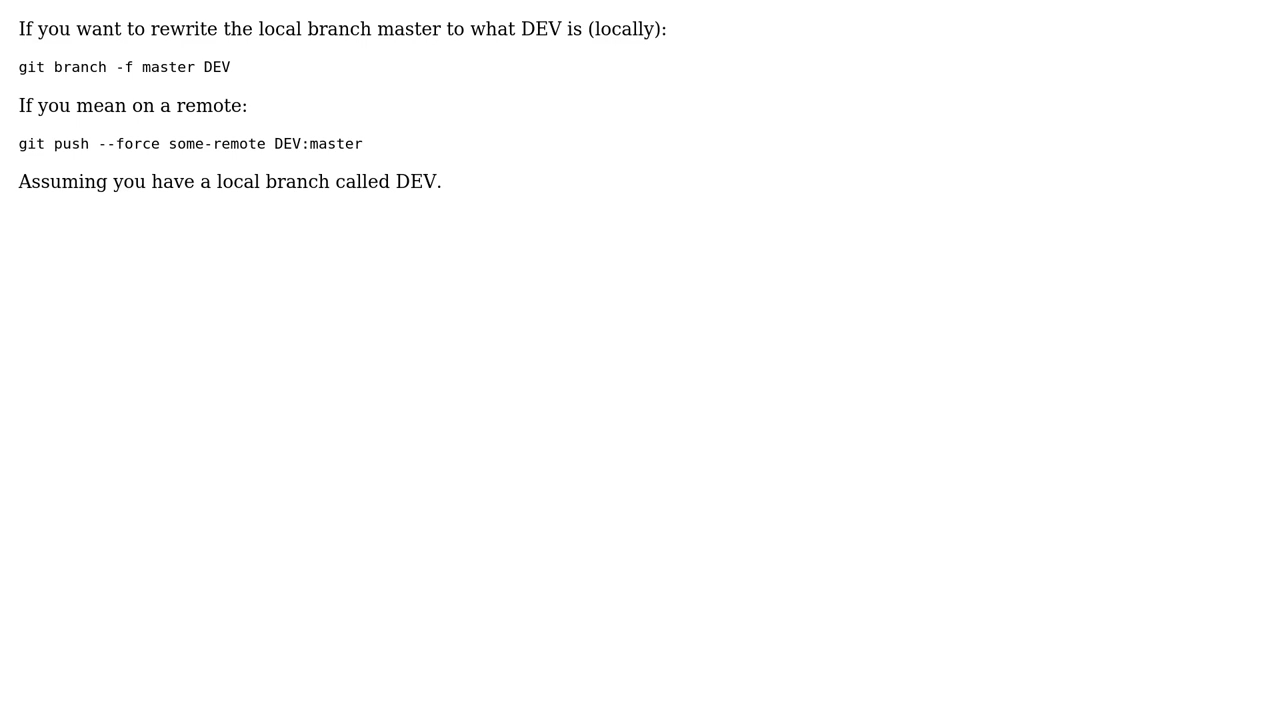 If you want to rewrite the local branch master to what DEV is (locally):
git branch -f master DEV
If you mean on a remote:
git push --force some-remote DEV:master
Assuming you have a local branch called DEV.